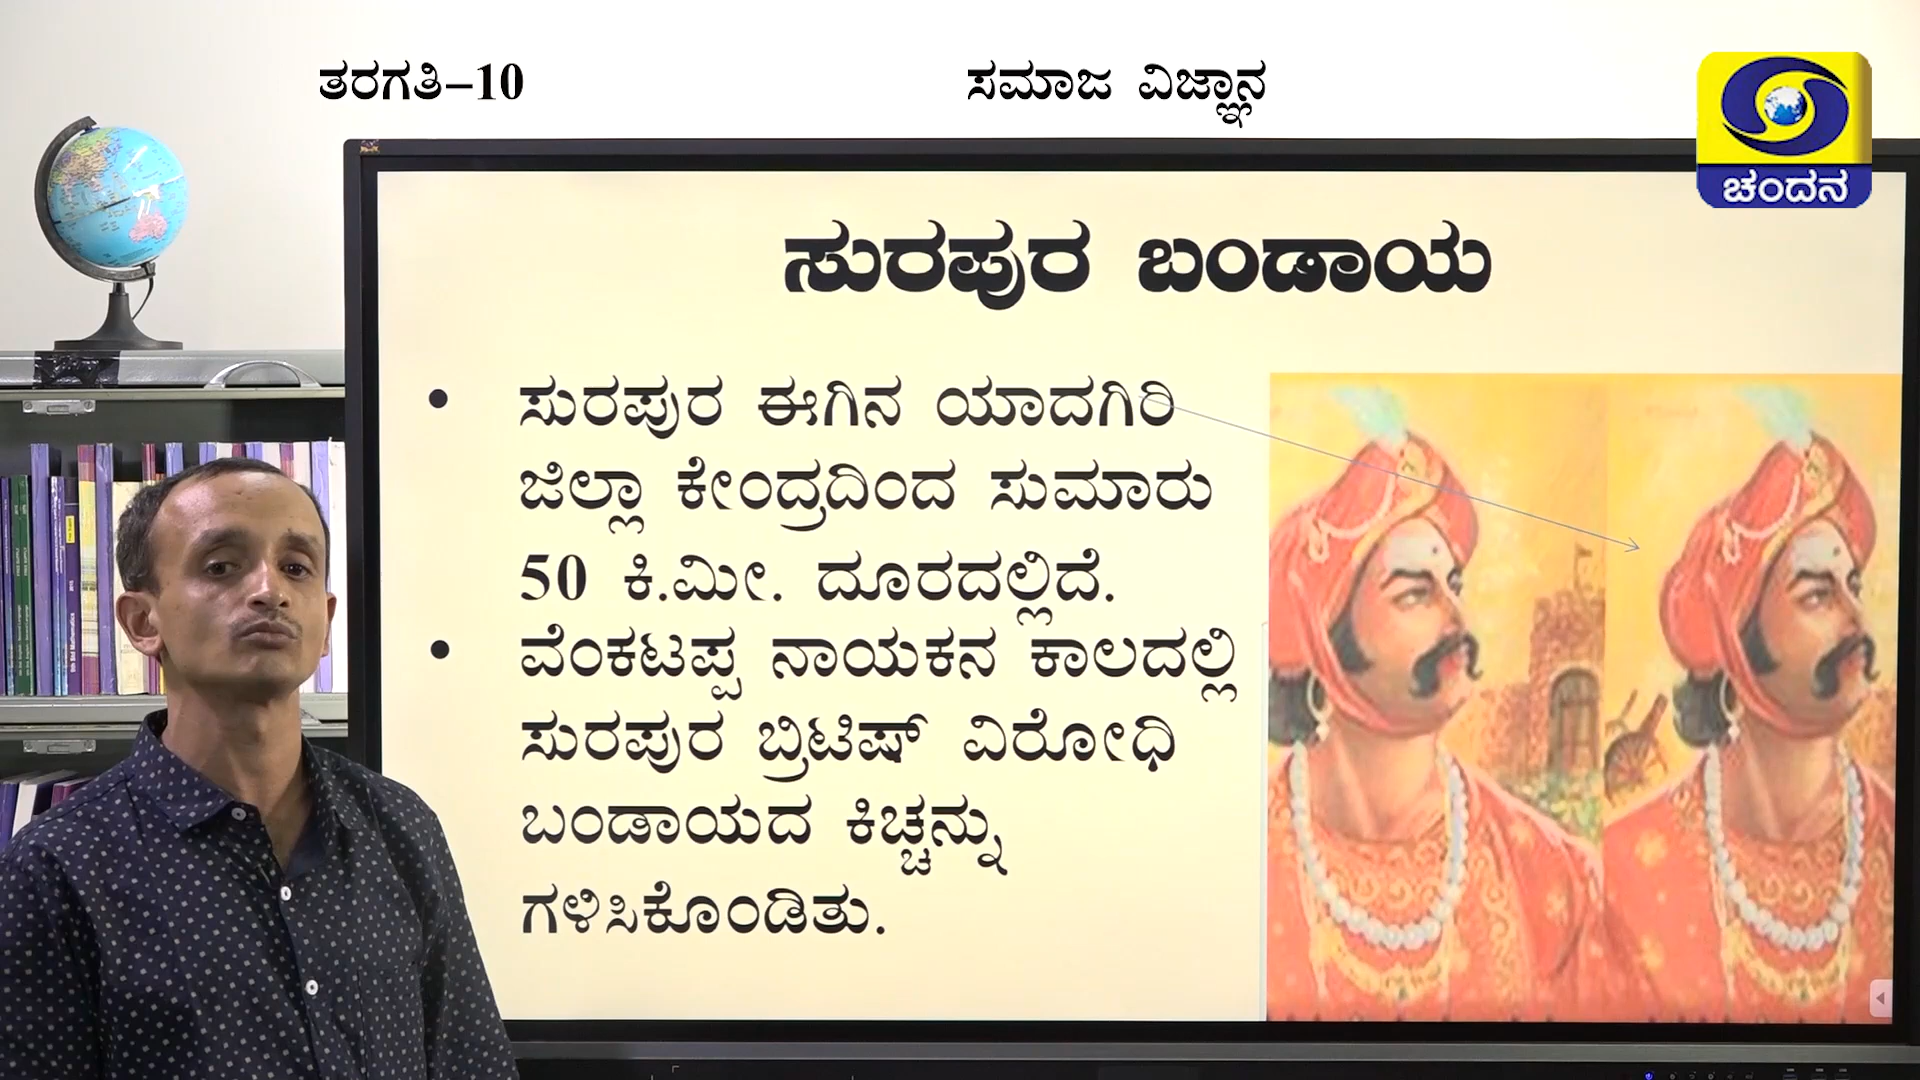 ತರಗತಿ–10
ಸಮಾಜ ವಿಜ್ಞಾನ
ಚಂದನ
ಸುರಪುರ ಬಂಡಾಯ
• ಸುರಪುರ ಈಗಿನ ಯಾದಗಿರಿ
ಜಿಲ್ಲಾ ಕೇಂದ್ರದಿಂದ ಸುಮಾರು
50 ಕಿ.ಮೀ. ದೂರದಲ್ಲಿದೆ.
• ವೆಂಕಟಪ್ಪ ನಾಯಕನ ಕಾಲದಲ್ಲಿ
ಸುರಪುರ ಬ್ರಿಟಿಷ್ ವಿರೋಧಿ
ಬಂಡಾಯದ ಕಿಚ್ಚನ್ನು
ಗಳಿಸಿಕೊಂಡಿತು.